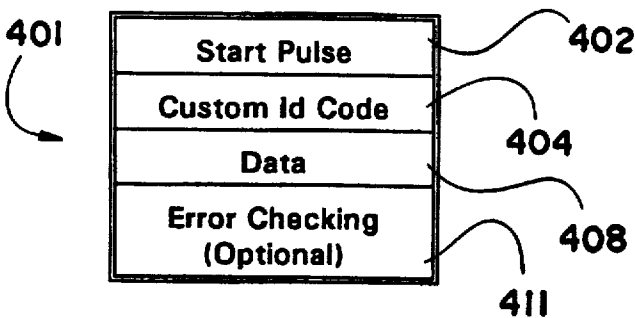 401
Start Pulse
402
Custom Id Code
404
Data
408
Error Checking
(Optional)
411